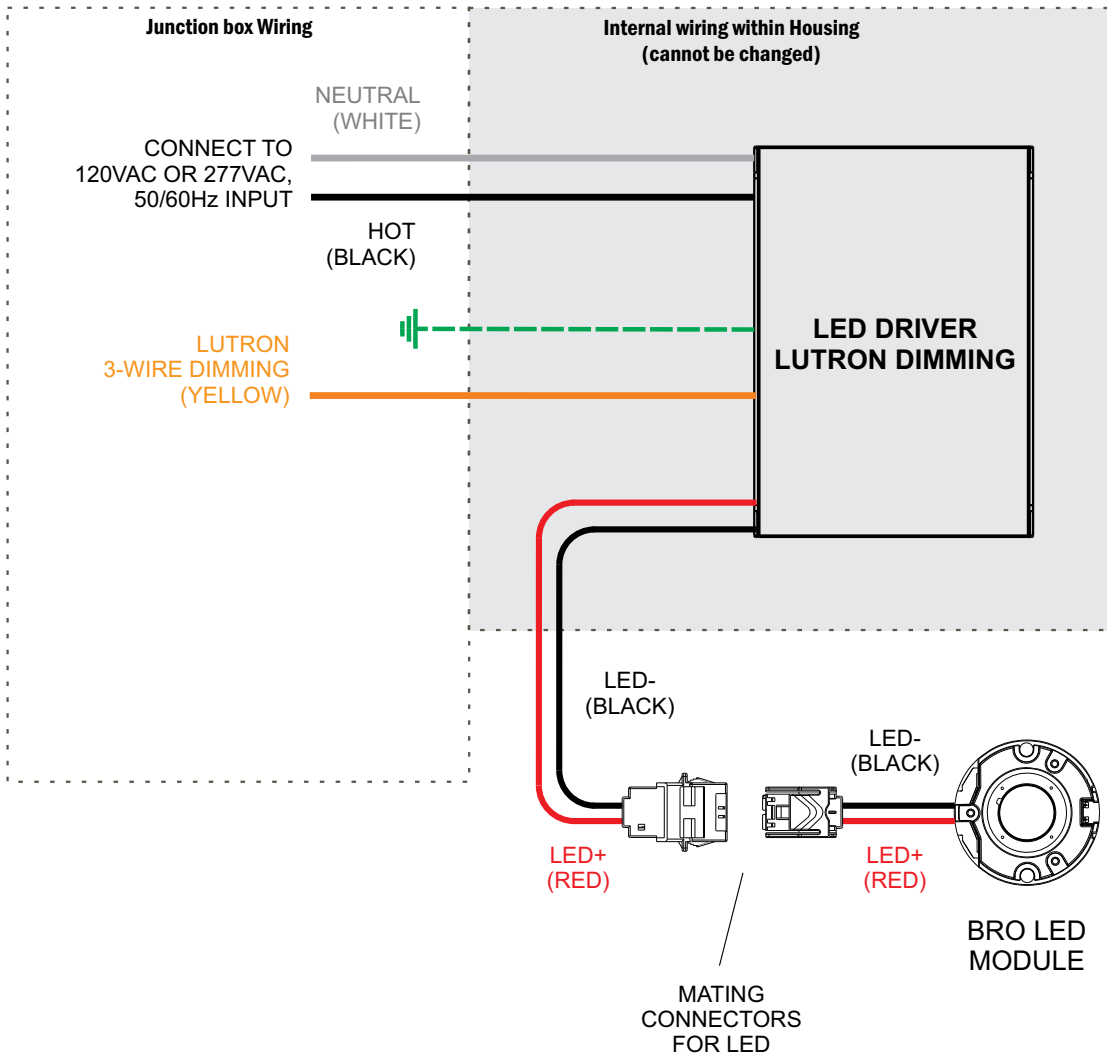 Junction box Wiring
Internal wiring within Housing
(cannot be changed)
NEUTRAL
(WHITE)
CONNECT TO
120VAC OR 277VAC,
50/60Hz INPUT
HOT
(BLACK)
LUTRON
3-WIRE DIMMING
(YELLOW)
LED DRIVER
LUTRON DIMMING
LED-
(BLACK)
LED-
(BLACK)
LED+
(RED)
LED+
(RED)
BRO LED
MODULE
MATING
CONNECTORS
FOR LED